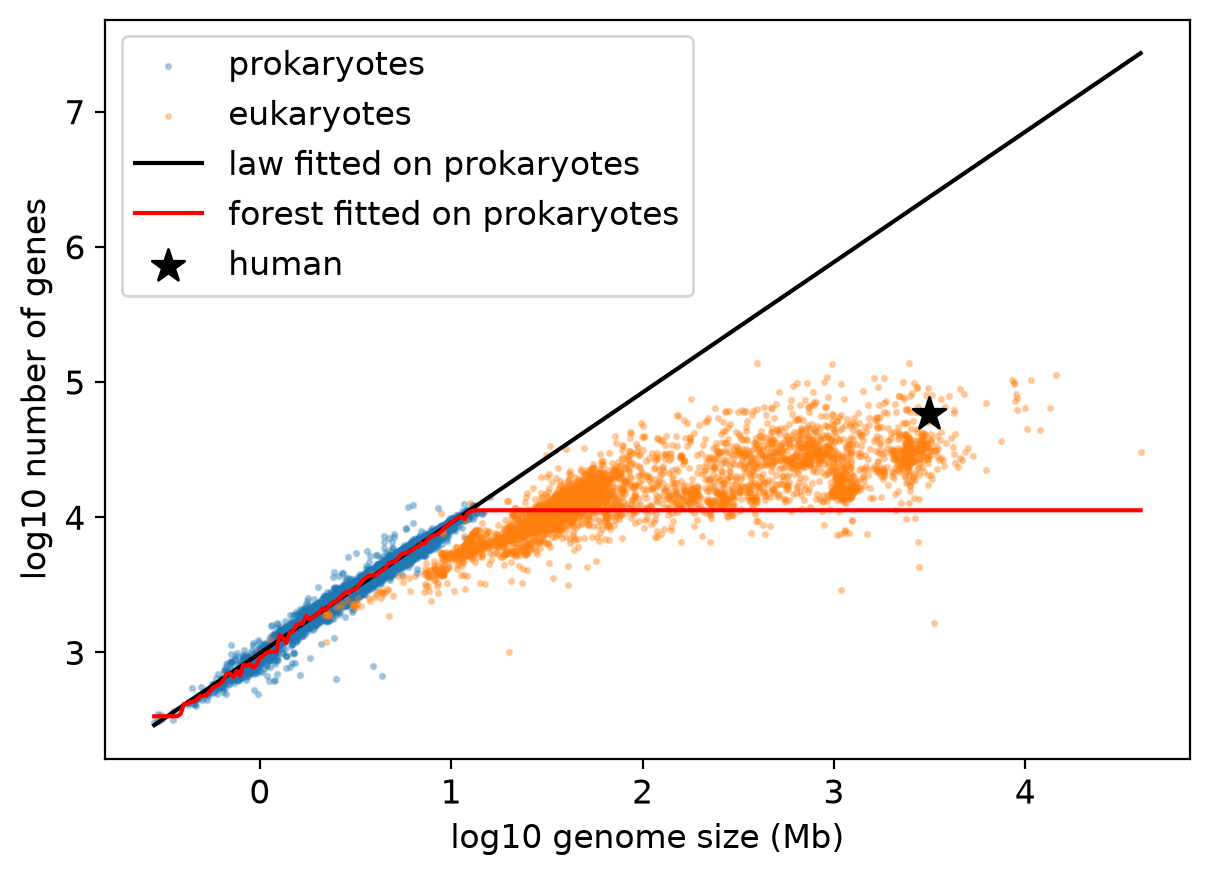 prokaryotes
eukaryotes
law fitted on prokaryotes
forest fitted on prokaryotes
human
log10 number of genes
7
6
5
4
3
0 1 2 3 4
log10 genome size (Mb)